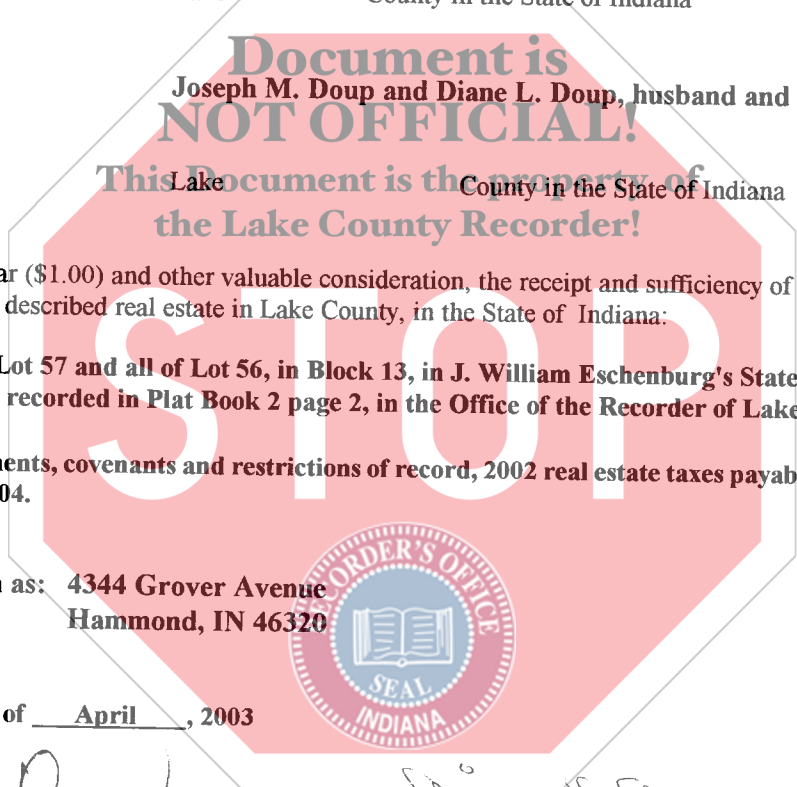 County in the State of Indiana
Document is
Joseph M. Doup and Diane L. Doup, husband and
NOT OFFICIAL!
This Document is the property of
Lake County in the State of Indiana
the Lake County Recorder!
ar ($1.00) and other valuable consideration, the receipt and sufficiency of
described real estate in Lake County, in the State of Indiana:
STOP
Lot 57 and all of Lot 56, in Block 13, in J. William Eschenburg's State
recorded in Plat Book 2 page 2, in the Office of the Recorder of Lake
ents, covenants and restrictions of record, 2002 real estate taxes payab
04.
as: 4344 Grover Avenue
Hammond, IN 46320
RECORDER'S OFFICE
SEAL
INDIANA
of April, 2003